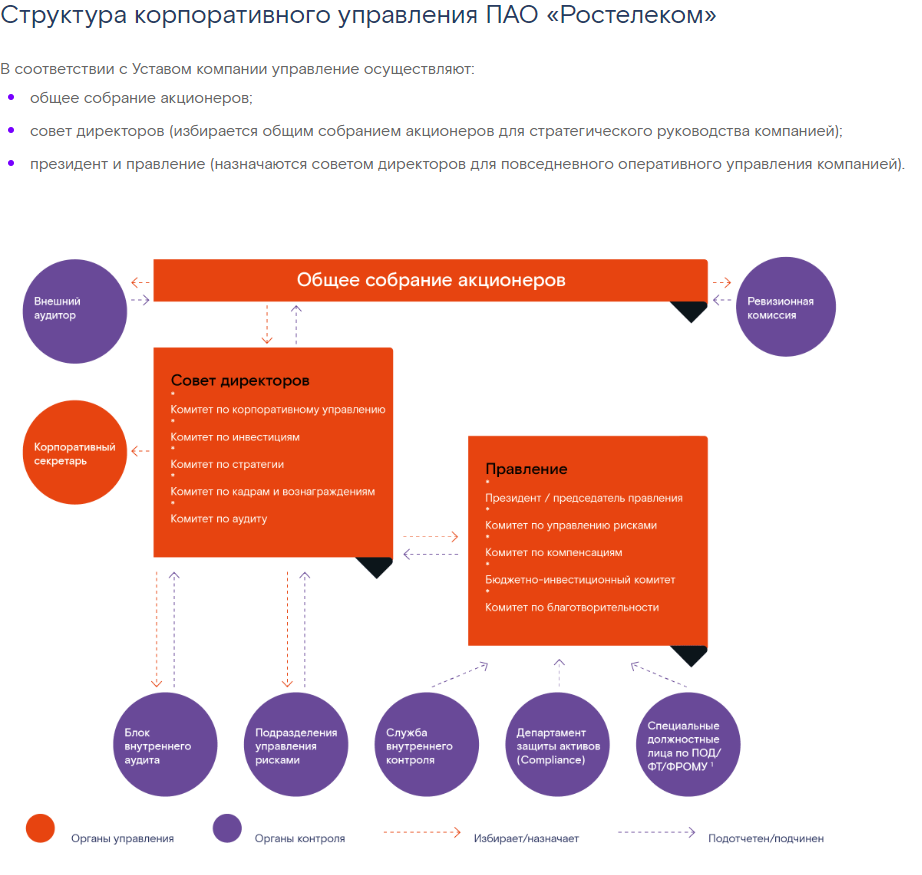 Структура корпоративного управления ПАО «Ростелеком»
В соответствии с Уставом компании управление осуществляют:
общее собрание акционеров;
совет директоров (избирается общим собранием акционеров для стратегического руководства компанией);
президент и правление (назначаются советом директоров для повседневного оперативного управления компанией).
Общее собрание акционеров
Внешний
аудитор
Ревизионная
комиссия
Совет директоров
Комитет по корпоративному управлению
Комитет по инвестициям
Комитет по стратегии
Комитет по кадрам и вознаграждениям
Комитет по аудиту
Корпоративный
секретарь
Правление
Президент / председатель правления
Комитет по управлению рисками
Комитет по компенсациям
Бюджетно-инвестиционный комитет
Комитет по благотворительности
Блок
внутреннего
аудита
Подразделения
управления
рисками
Служба
внутреннего
контроля
Департамент
защиты активов
(Compliance)
Специальные
должностные
лица по ПОД/
ФТ/ФРОМУ ¹
Органы управления
Органы контроля
Избирает/назначает
Подотчетен/подчинен